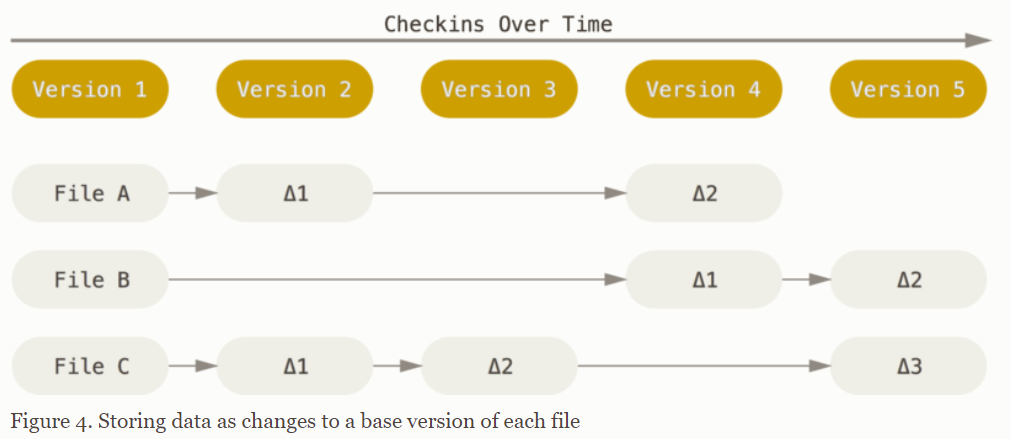 Checkins Over Time
Version 1 Version 2 Version 3 Version 4 Version 5
File A Δ1 Δ2
File B Δ1 Δ2
File C Δ1 Δ2 Δ3
Figure 4. Storing data as changes to a base version of each file